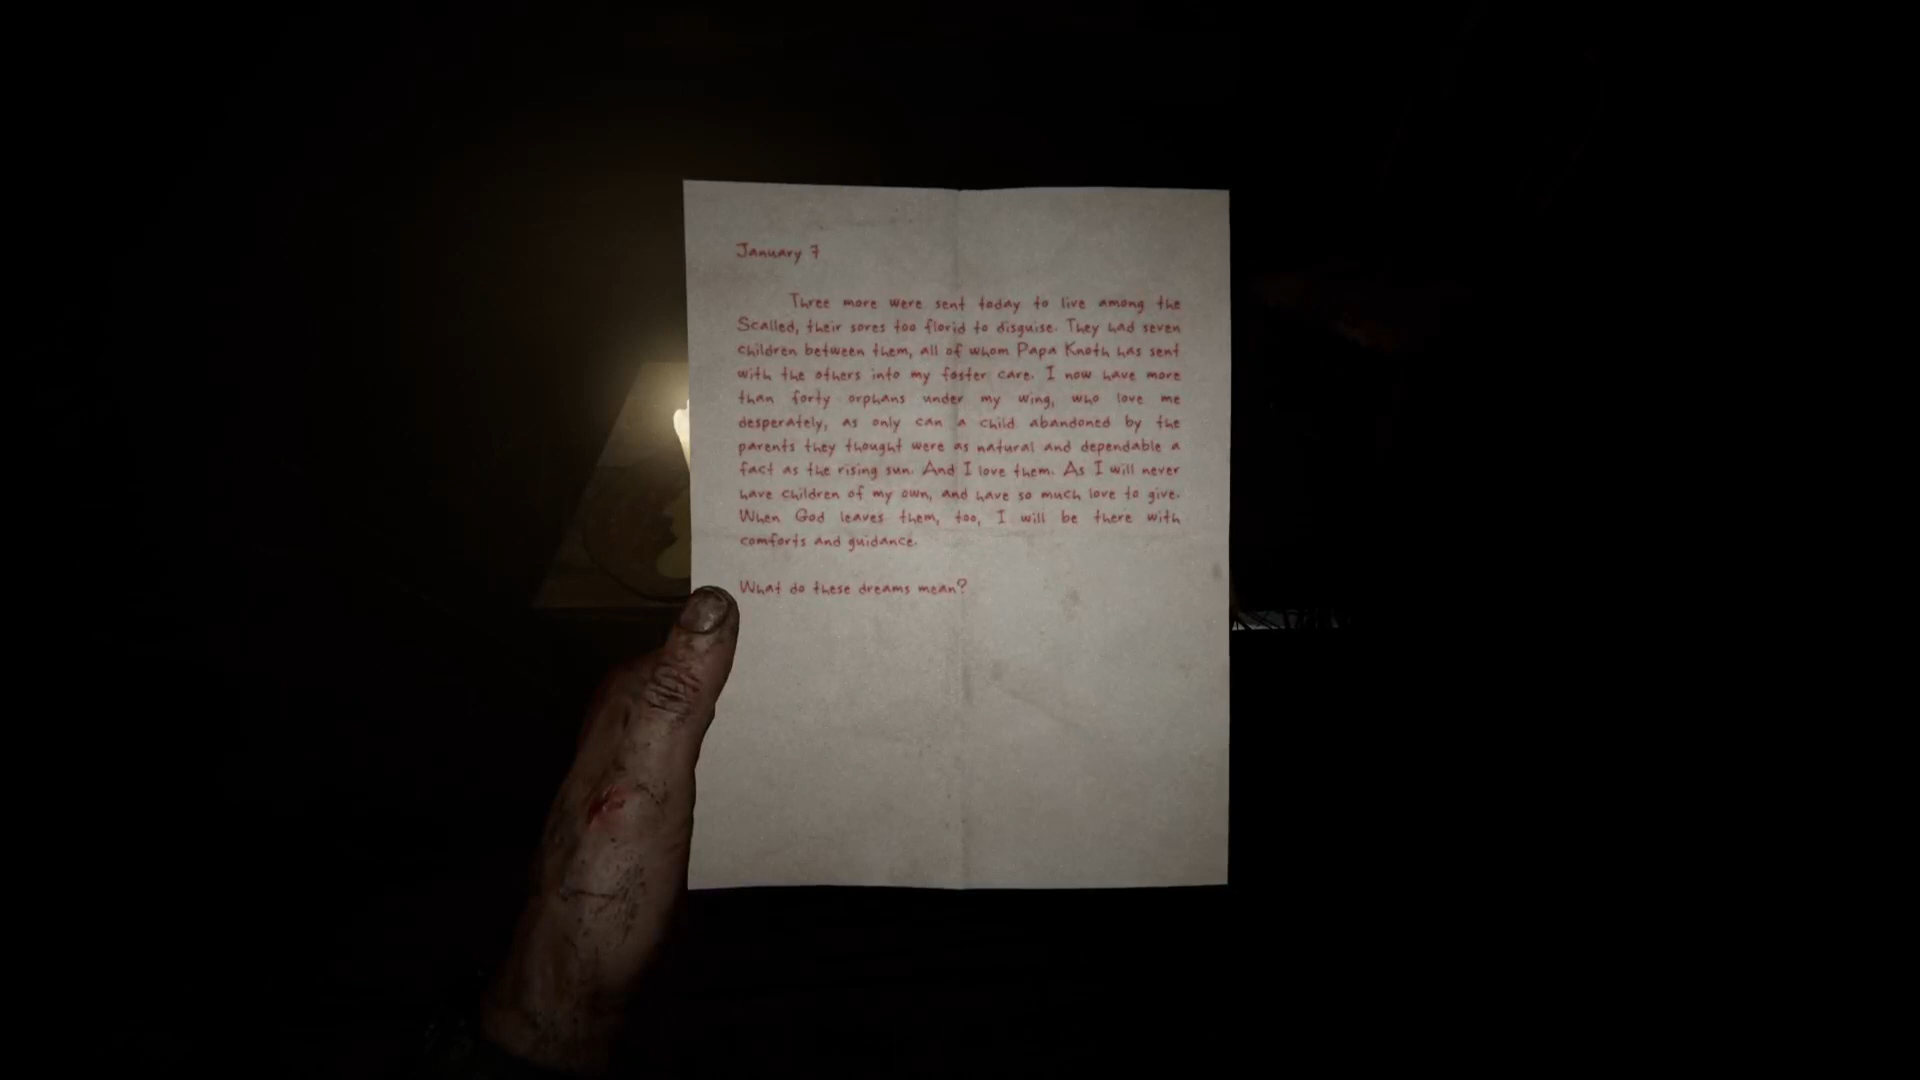 January 7
Three more were sent today to live among the
Scalled, their sores too florid to disguise. They had seven
children between them, all of whom Papa Knoth has sent
with the others into my foster care. I now have more
than forty orphans under my wing, who love me
desperately, as only can a child abandoned by the
parents they thought were as natural and dependable a
fact as the rising sun. And I love them. As I will never
have children of my own, and have so much love to give.
When God leaves them, too, I will be there with
comforts and guidance.
What do these dreams mean?